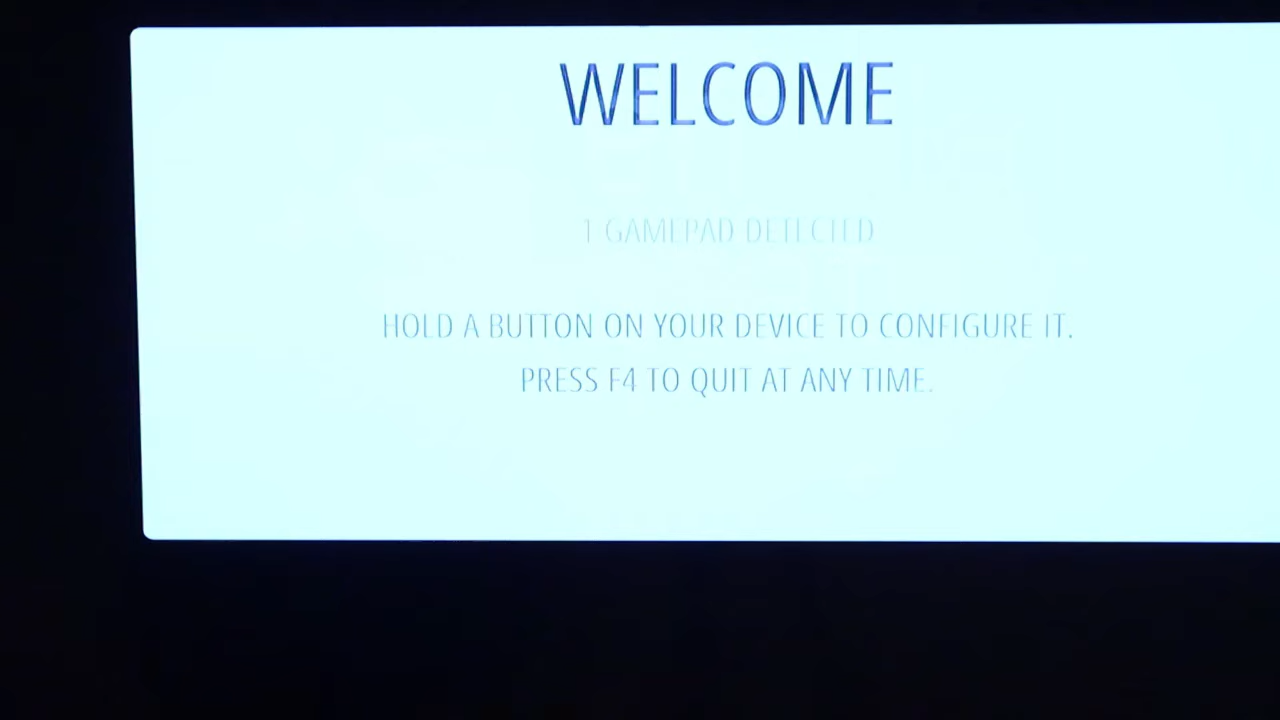 WELCOME
1 GAMEPAD DETECTED
HOLD A BUTTON ON YOUR DEVICE TO CONFIGURE IT.
PRESS F4 TO QUIT AT ANY TIME.